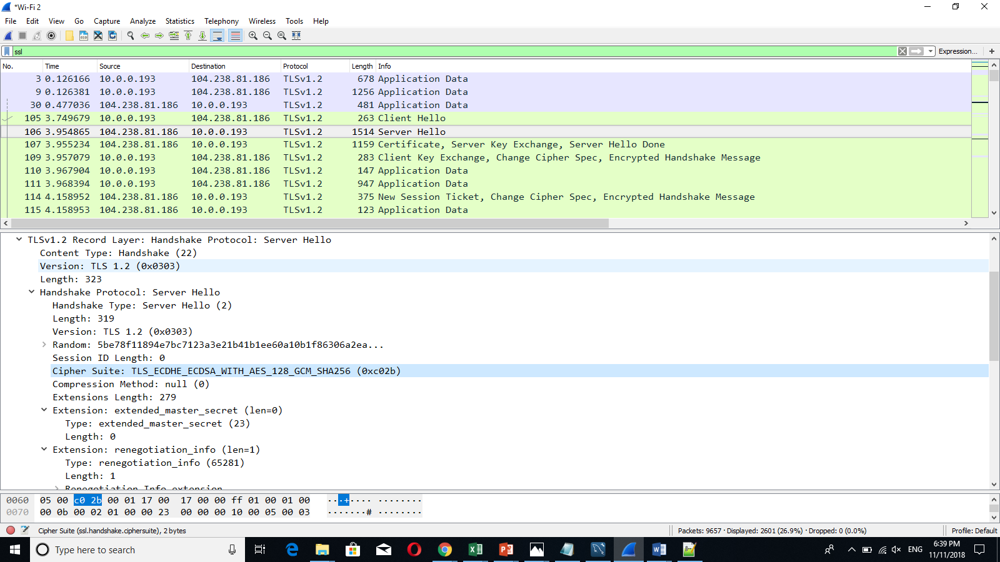 *Wi-Fi 2
File Edit View Go Capture Analyze Statistics Telephony Wireless Tools Help
ssl Expression... +
No. Time Source Destination Protocol Length Info
3 0.126166 10.0.0.193 104.238.81.186 TLSv1.2 678 Application Data
9 0.126381 10.0.0.193 104.238.81.186 TLSv1.2 1256 Application Data
30 0.477036 104.238.81.186 10.0.0.193 TLSv1.2 481 Application Data
105 3.749679 10.0.0.193 104.238.81.186 TLSv1.2 263 Client Hello
106 3.954865 104.238.81.186 10.0.0.193 TLSv1.2 1514 Server Hello
107 3.955234 104.238.81.186 10.0.0.193 TLSv1.2 1159 Certificate, Server Key Exchange, Server Hello Done
109 3.957079 10.0.0.193 104.238.81.186 TLSv1.2 283 Client Key Exchange, Change Cipher Spec, Encrypted Handshake Message
110 3.967904 10.0.0.193 104.238.81.186 TLSv1.2 147 Application Data
111 3.968394 10.0.0.193 104.238.81.186 TLSv1.2 947 Application Data
114 4.158952 104.238.81.186 10.0.0.193 TLSv1.2 375 New Session Ticket, Change Cipher Spec, Encrypted Handshake Message
115 4.158953 104.238.81.186 10.0.0.193 TLSv1.2 123 Application Data
TLSv1.2 Record Layer: Handshake Protocol: Server Hello
Content Type: Handshake (22)
Version: TLS 1.2 (0x0303)
Length: 323
Handshake Protocol: Server Hello
Handshake Type: Server Hello (2)
Length: 319
Version: TLS 1.2 (0x0303)
Random: 5be78f11894e7bc7123a3e21b41b1ee60a10b1f86306a2ea...
Session ID Length: 0
Cipher Suite: TLS_ECDHE_ECDSA_WITH_AES_128_GCM_SHA256 (0xc02b)
Compression Method: null (0)
Extensions Length: 279
Extension: extended_master_secret (len=0)
Type: extended_master_secret (23)
Length: 0
Extension: renegotiation_info (len=1)
Type: renegotiation_info (65281)
Length: 1
Renegotiation Info extension
0060 05 00 c0 2b 00 01 17 00 17 00 00 ff 01 00 01 00 ···+···· ········
0070 00 0b 00 02 01 00 00 23 00 00 00 10 00 05 00 03 ·······# ········
Cipher Suite (ssl.handshake.ciphersuite), 2 bytes Packets: 9657 · Displayed: 2601 (26.9%) · Dropped: 0 (0.0%) Profile: Default
Type here to search ENG 6:39 PM
11/11/2018